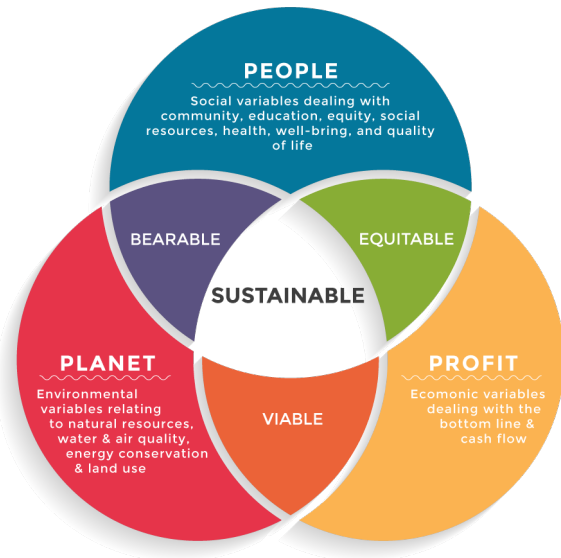 PEOPLE
Social variables dealing with
community, education, equity, social
resources, health, well-bring, and quality
of life
BEARABLE
EQUITABLE
SUSTAINABLE
PLANET
Environmental
variables relating
to natural resources,
water & air quality,
energy conservation
& land use
PROFIT
Ecomonic variables
dealing with the
bottom line &
cash flow
VIABLE